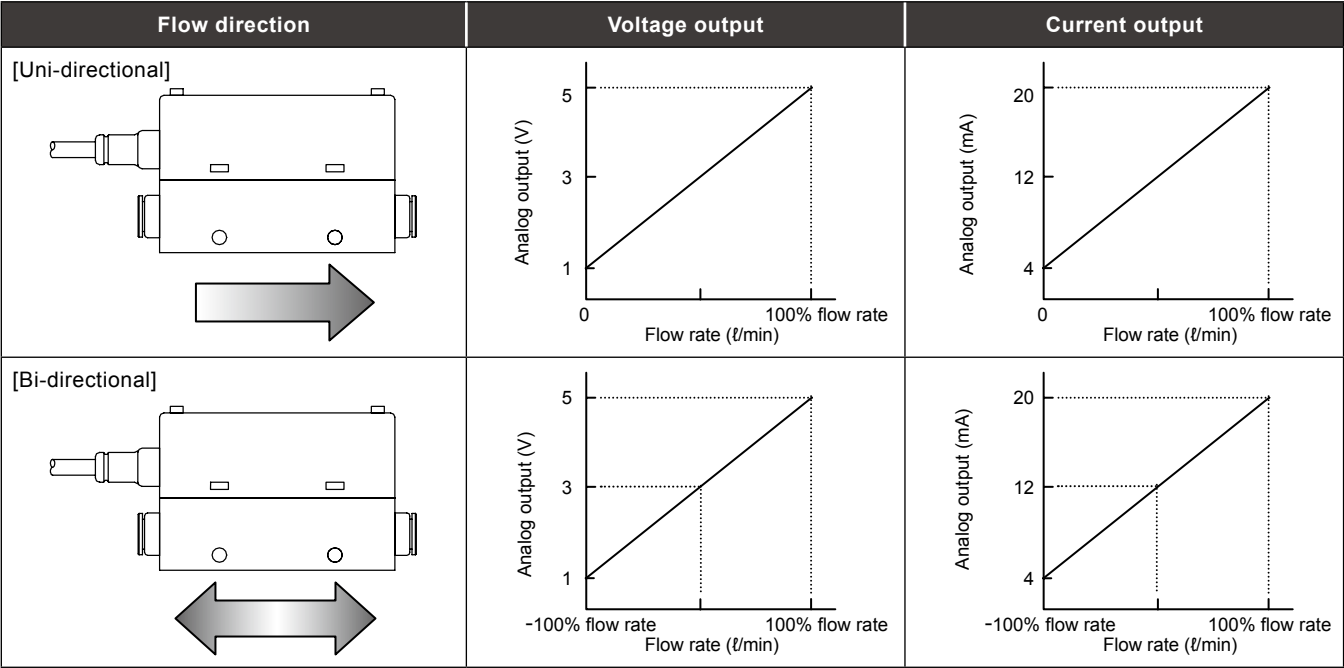 Flow direction
Voltage output
Current output
[Uni-directional]
Analog output (V)
5
3
1
0
100% flow rate
Flow rate (ℓ/min)
Analog output (mA)
20
12
4
0
100% flow rate
Flow rate (ℓ/min)
[Bi-directional]
Analog output (V)
5
3
1
-100% flow rate
100% flow rate
Flow rate (ℓ/min)
Analog output (mA)
20
12
4
-100% flow rate
100% flow rate
Flow rate (ℓ/min)